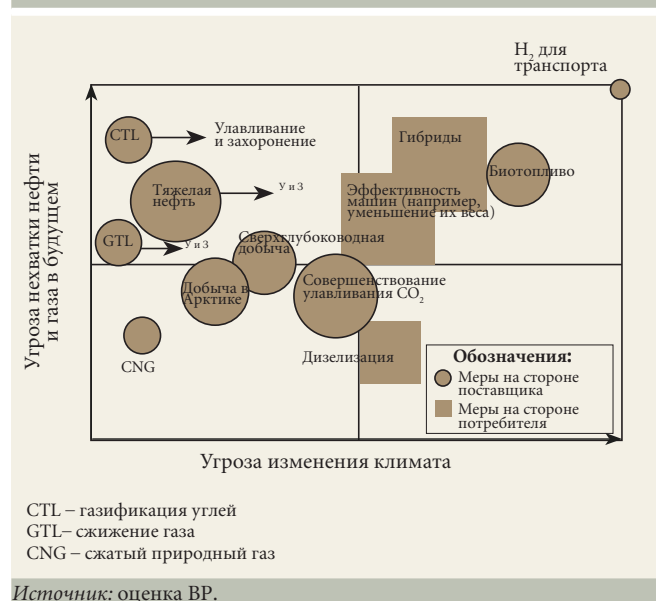 H₂ для
транспорта
CTL
Улавливание
и захоронение
Гибриды
Биотопливо
Тяжелая
нефть
У и З
Эффективность
машин (например,
уменьшение их веса)
GTL
У и З
Сверхглубоководная
добыча
Добыча в
Арктике
Совершенствование
улавливания CO₂
CNG
Дизелизация
Обозначения:
Меры на стороне
поставщика
Меры на стороне
потребителя
Угроза нехватки нефти
и газа в будущем
Угроза изменения климата
CTL – газификация углей
GTL– сжижение газа
CNG – сжатый природный газ
Источник: оценка BP.